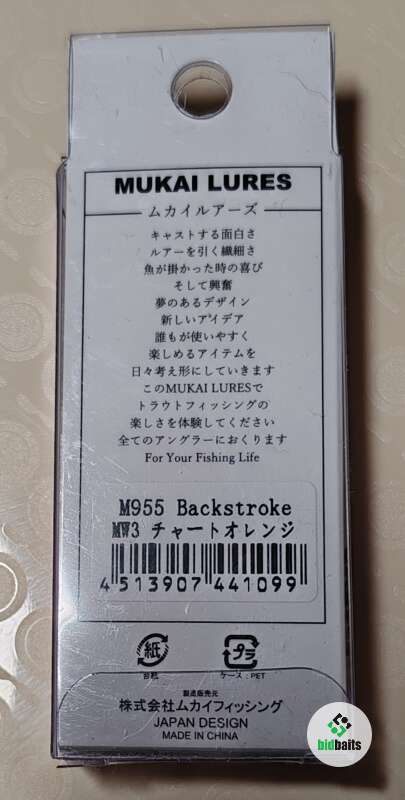 MUKAI LURES
ムカイルアーズ
キャストする面白さ
ルアーを引く繊細さ
魚が掛かった時の喜び
そして興奮
夢のあるデザイン
新しいアイデア
誰もが使いやすく
楽しめるアイテムを
日々考え形にしていきます
このMUKAI LURESで
トラウトフィッシングの
楽しさを体験してください
全てのアングラーにおくります
For Your Fishing Life
M955 Backstroke
MW3 チャートオレンジ
4 513907 441099
紙 プラ
台紙 ケース：PET
製造販売元
株式会社ムカイフィッシング
JAPAN DESIGN
MADE IN CHINA
bidbaits